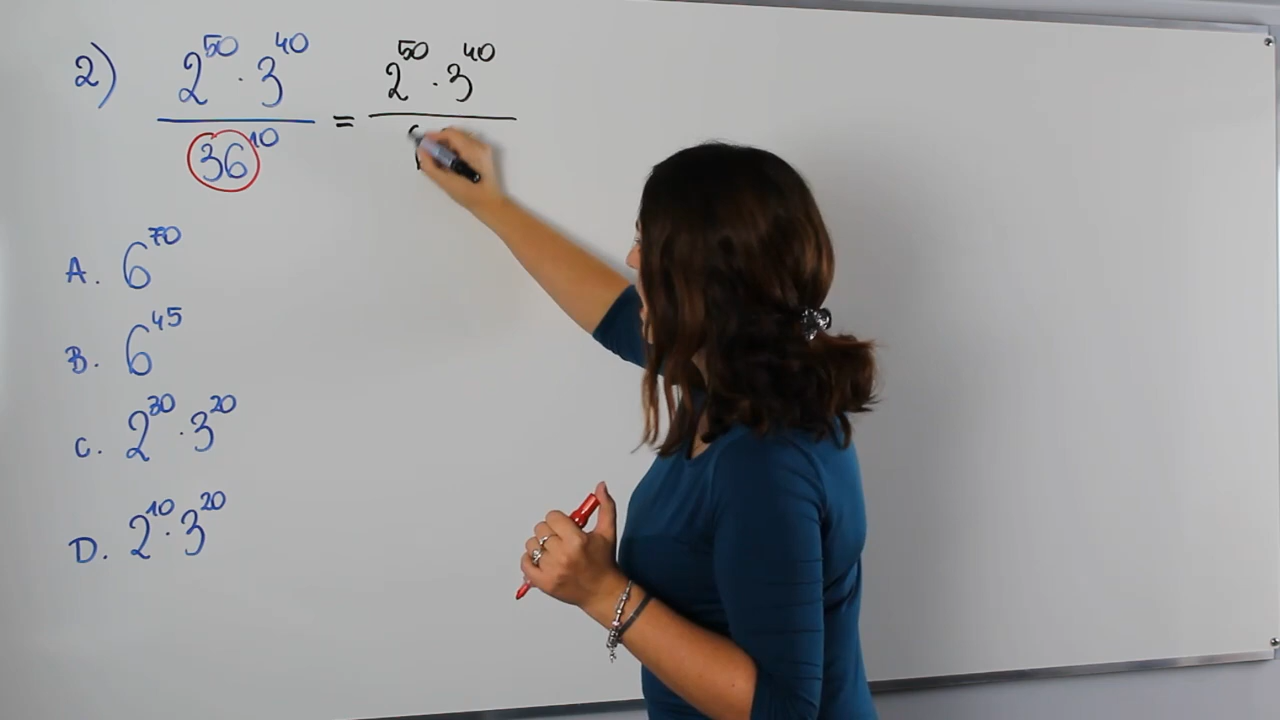 2) 2^50 · 3^40 / 36^10 = 2^50 · 3^40 /
A. 6^70
B. 6^45
C. 2^30 · 3^20
D. 2^10 · 3^20